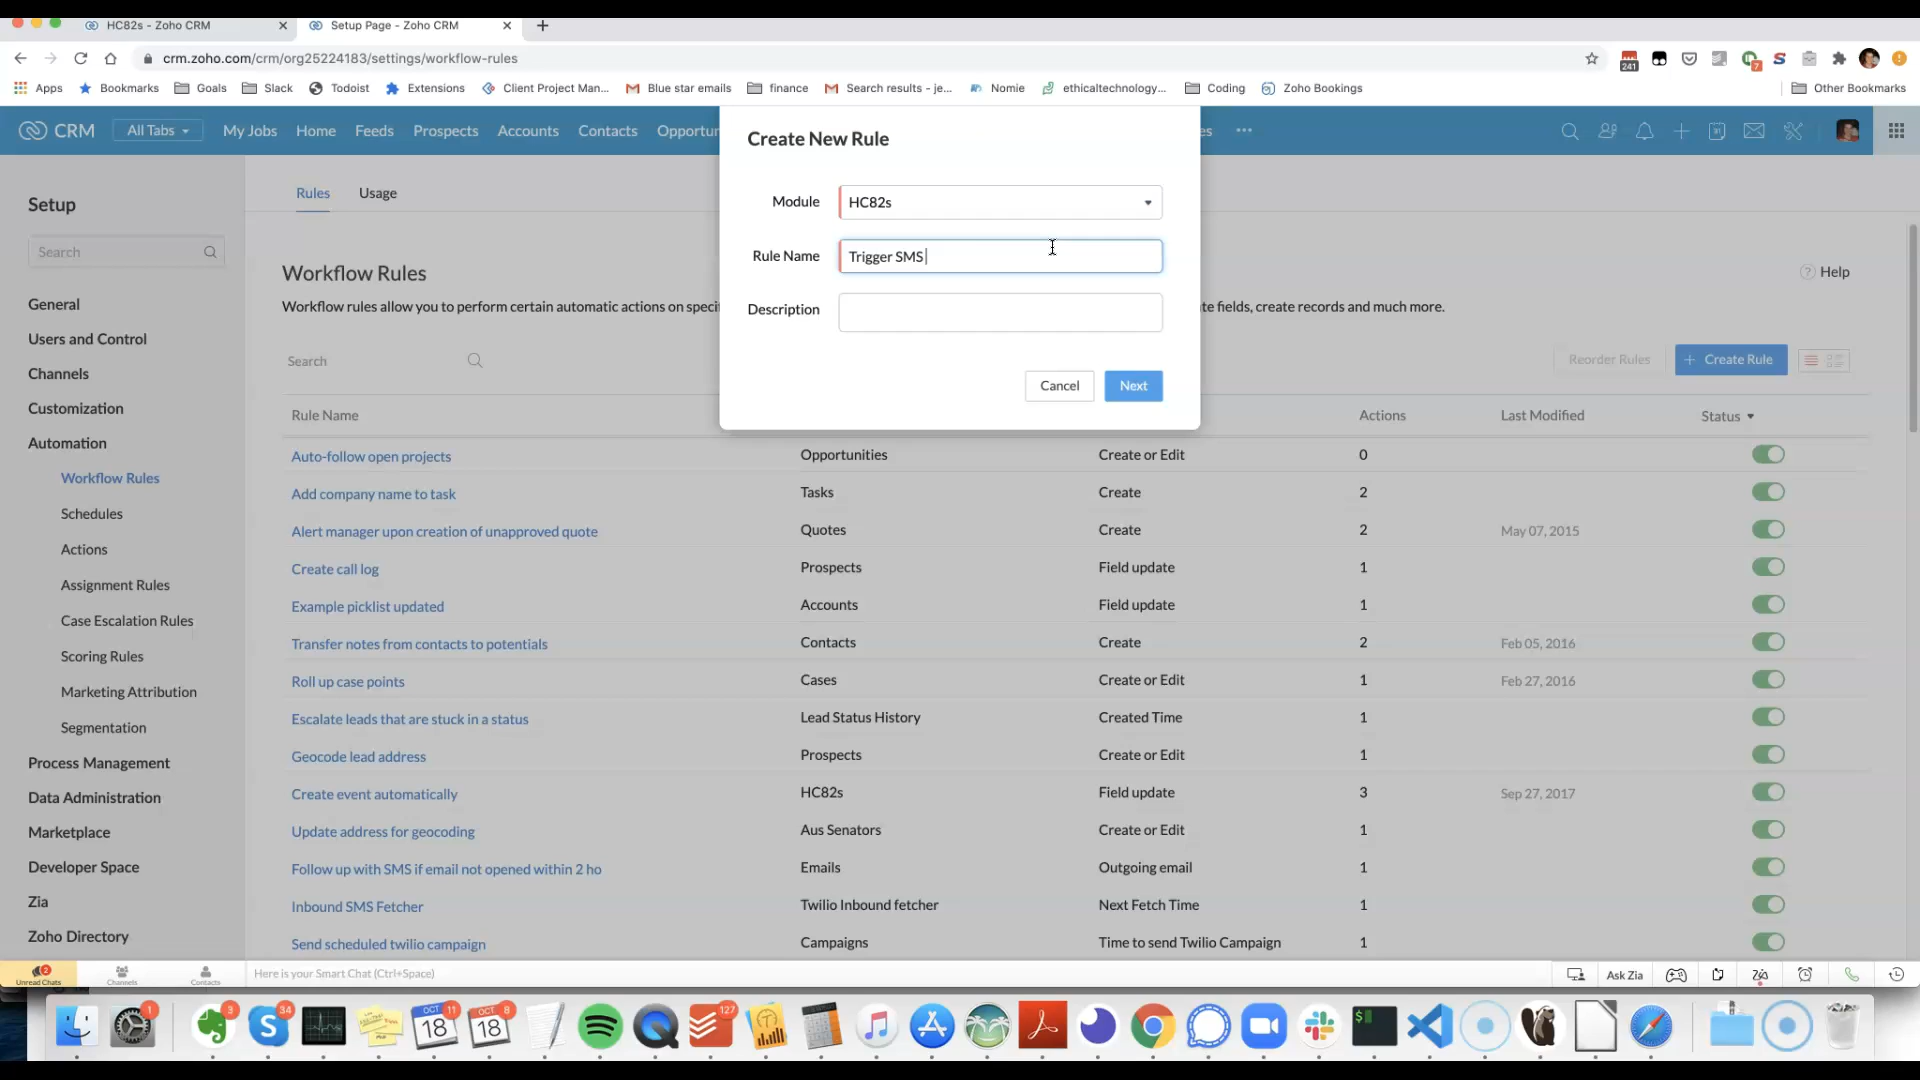 HC82s - Zoho CRM
Setup Page - Zoho CRM
crm.zoho.com/crm/org25224183/settings/workflow-rules
241
7
Apps
Bookmarks
Goals
Slack
Todoist
Extensions
Client Project Man...
Blue star emails
finance
Search results - je...
Nomie
ethicaltechnology...
Coding
Zoho Bookings
Other Bookmarks
CRM
All Tabs
My Jobs
Home
Feeds
Prospects
Accounts
Contacts
Opportun
es
Create New Rule
Module
HC82s
Rule Name
Trigger SMS
Description
Cancel
Next
Setup
Search
General
Users and Control
Channels
Customization
Automation
Workflow Rules
Schedules
Actions
Assignment Rules
Case Escalation Rules
Scoring Rules
Marketing Attribution
Segmentation
Process Management
Data Administration
Marketplace
Developer Space
Zia
Zoho Directory
Rules
Usage
Workflow Rules
Help
Workflow rules allow you to perform certain automatic actions on speci
te fields, create records and much more.
Search
Reorder Rules
+ Create Rule
Rule Name
Actions
Last Modified
Status
Auto-follow open projects
Opportunities
Create or Edit
0
Add company name to task
Tasks
Create
2
Alert manager upon creation of unapproved quote
Quotes
Create
2
May 07, 2015
Create call log
Prospects
Field update
1
Example picklist updated
Accounts
Field update
1
Transfer notes from contacts to potentials
Contacts
Create
2
Feb 05, 2016
Roll up case points
Cases
Create or Edit
1
Feb 27, 2016
Escalate leads that are stuck in a status
Lead Status History
Created Time
1
Geocode lead address
Prospects
Create or Edit
1
Create event automatically
HC82s
Field update
3
Sep 27, 2017
Update address for geocoding
Aus Senators
Create or Edit
1
Follow up with SMS if email not opened within 2 ho
Emails
Outgoing email
1
Inbound SMS Fetcher
Twilio Inbound fetcher
Next Fetch Time
1
Send scheduled twilio campaign
Campaigns
Time to send Twilio Campaign
1
2
Unread Chats
Channels
Contacts
Here is your Smart Chat (Ctrl+Space)
Ask Zia
1
3
34
OCT
18
11
OCT
18
8
127